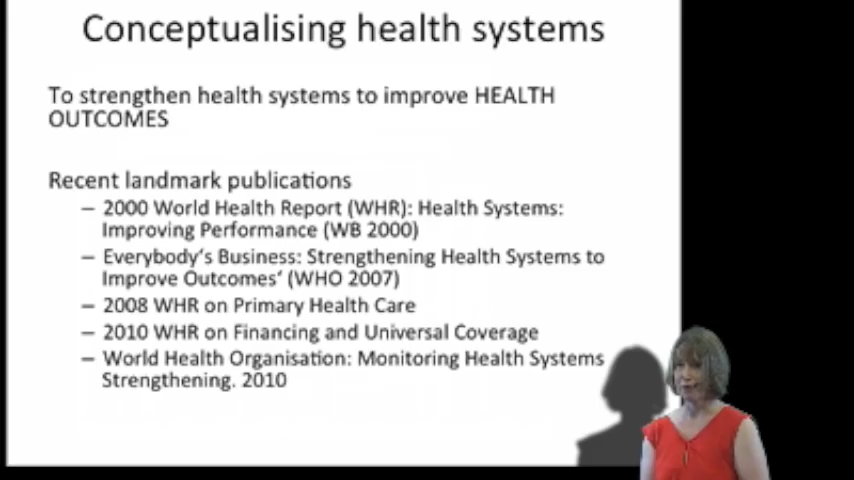 Conceptualising health systems
To strengthen health systems to improve HEALTH
OUTCOMES
Recent landmark publications
– 2000 World Health Report (WHR): Health Systems:
Improving Performance (WB 2000)
– Everybody's Business: Strengthening Health Systems to
Improve Outcomes' (WHO 2007)
– 2008 WHR on Primary Health Care
– 2010 WHR on Financing and Universal Coverage
– World Health Organisation: Monitoring Health Systems
Strengthening. 2010